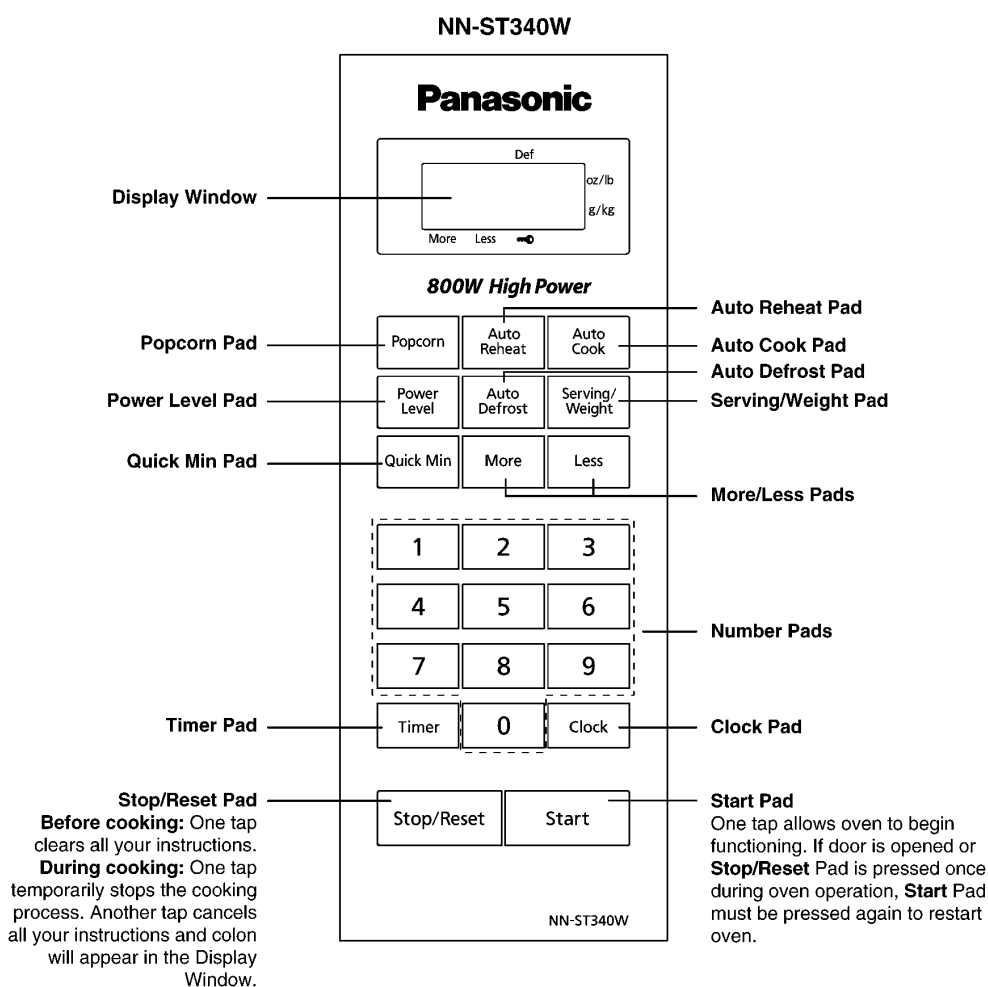 NN-ST340W
Panasonic
Def
oz/lb
g/kg
More Less
Display Window
800W High Power
Popcorn Pad
Popcorn
Auto
Reheat
Auto
Cook
Auto Reheat Pad
Auto Cook Pad
Power Level Pad
Power
Level
Auto
Defrost
Serving/
Weight
Auto Defrost Pad
Serving/Weight Pad
Quick Min Pad
Quick Min
More
Less
More/Less Pads
1 2 3
4 5 6
7 8 9
Number Pads
Timer Pad
Timer
0
Clock
Clock Pad
Stop/Reset Pad
Before cooking: One tap
clears all your instructions.
During cooking: One tap
temporarily stops the cooking
process. Another tap cancels
all your instructions and colon
will appear in the Display
Window.
Stop/Reset
Start
Start Pad
One tap allows oven to begin
functioning. If door is opened or
Stop/Reset Pad is pressed once
during oven operation, Start Pad
must be pressed again to restart
oven.
NN-ST340W